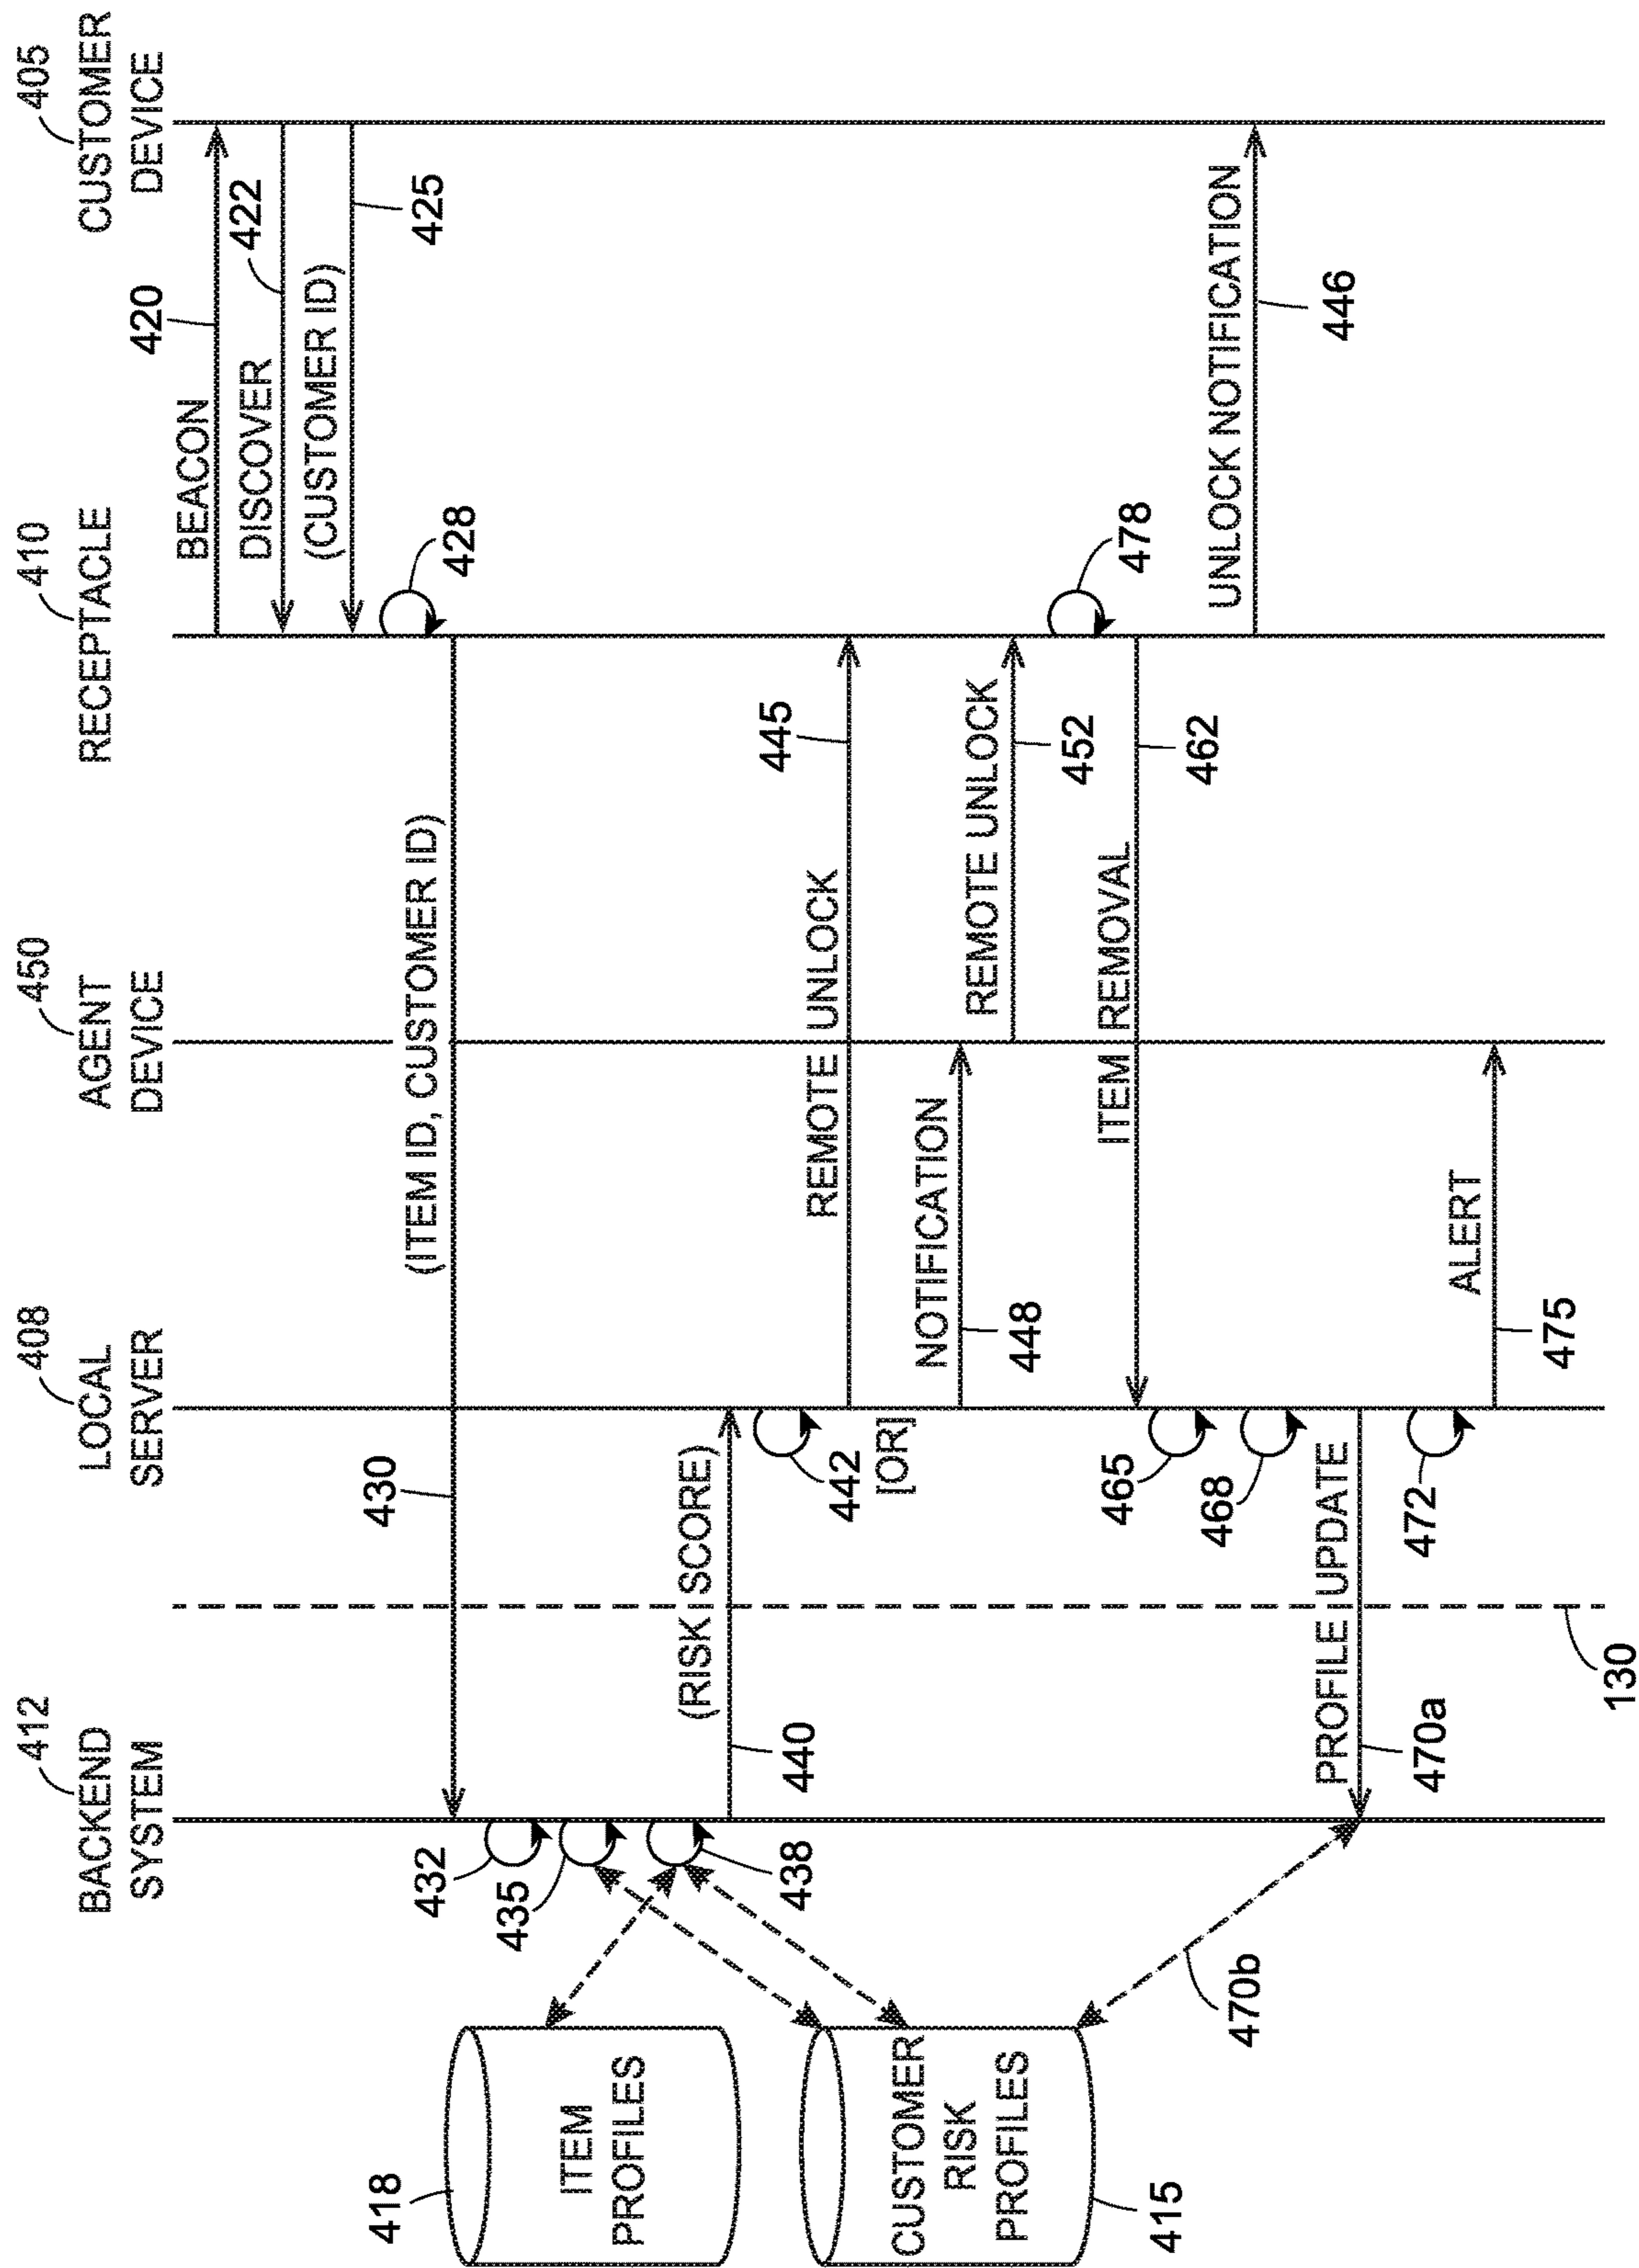 412
BACKEND
SYSTEM
408
LOCAL
SERVER
450
AGENT
DEVICE
410
RECEPTACLE
405
CUSTOMER
DEVICE
BEACON
420
DISCOVER
422
(CUSTOMER ID)
425
428
(ITEM ID, CUSTOMER ID)
430
432
435
438
418
ITEM
PROFILES
(RISK SCORE)
440
442
[OR]
REMOTE UNLOCK
445
NOTIFICATION
448
REMOTE UNLOCK
452
478
ITEM REMOVAL
462
CUSTOMER
RISK
PROFILES
415
465
468
UNLOCK NOTIFICATION
446
PROFILE UPDATE
470a
470b
472
ALERT
475
130